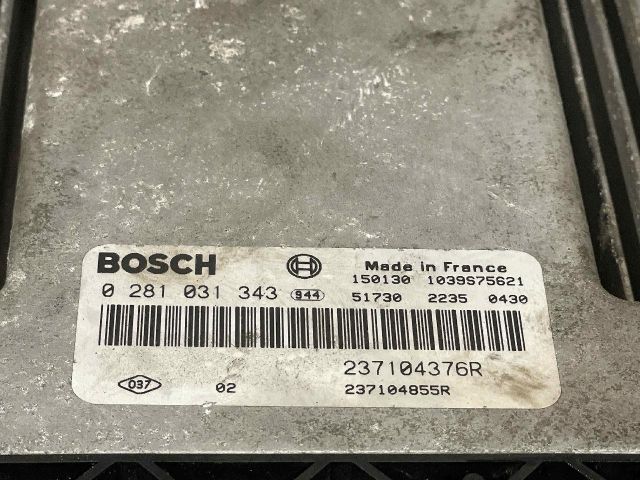 BOSCH Made in France
150130 1039S75621
0 281 031 343 944 51730 2235 0430
237104376R
037 02 237104855R